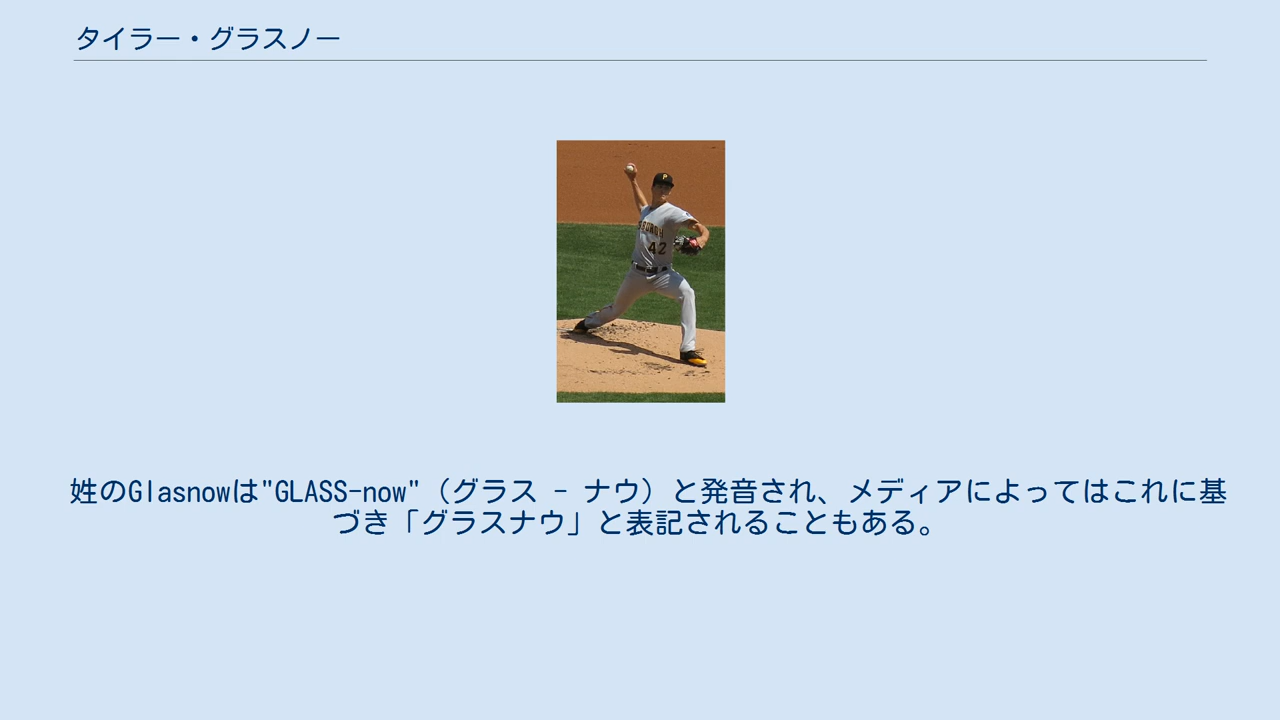 タイラー・グラスノー
P
42
姓のGlasnowは"GLASS-now"（グラス - ナウ）と発音され、メディアによってはこれに基
づき「グラスナウ」と表記されることもある。